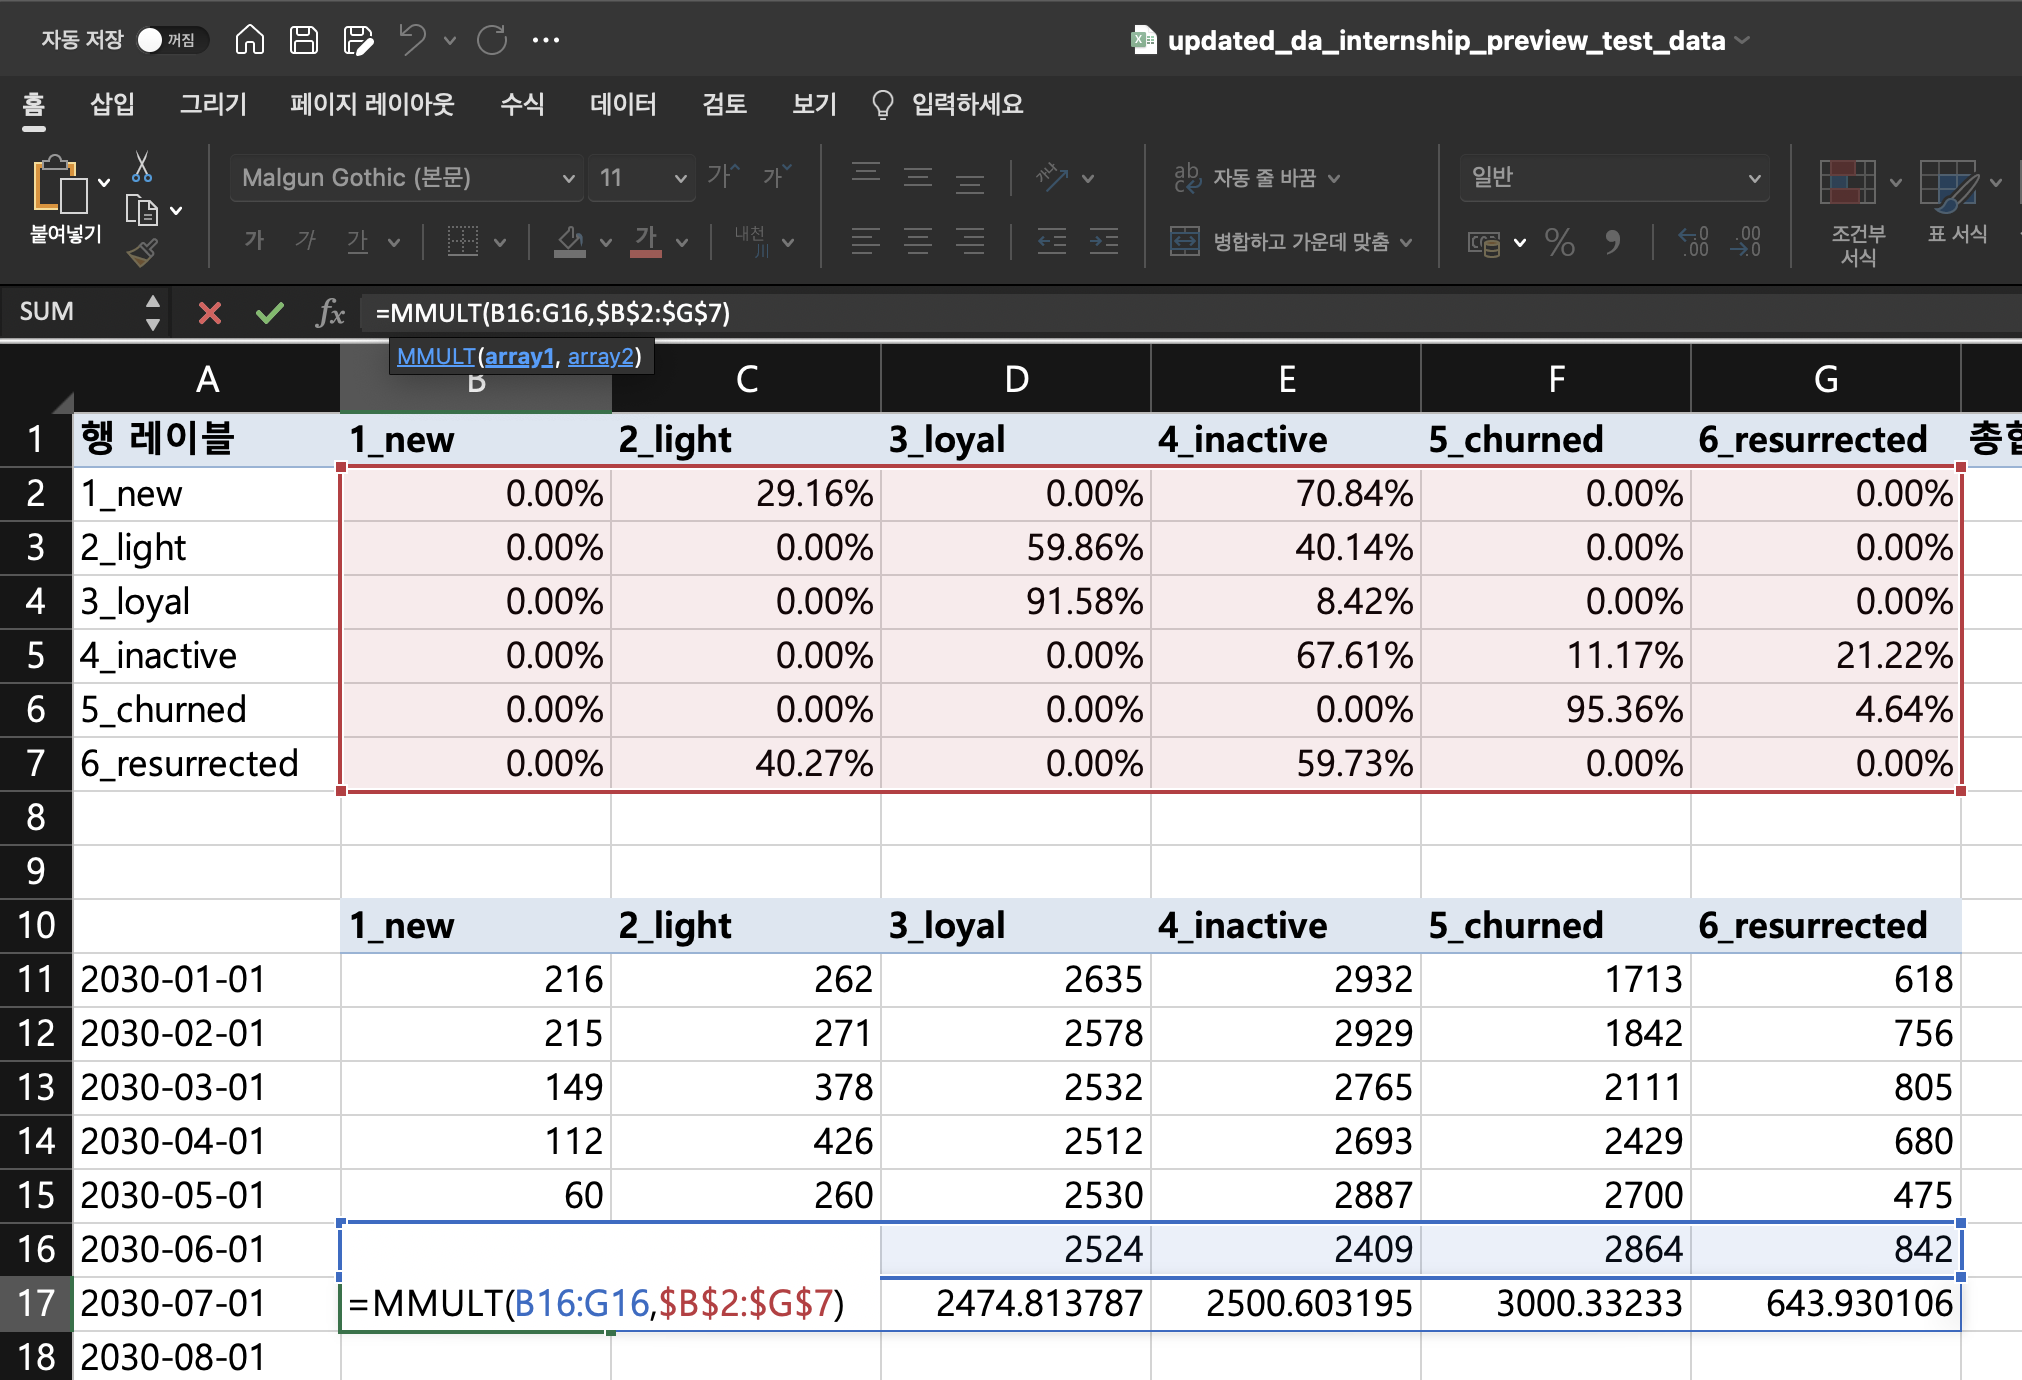 자동 저장 꺼짐 updated_da_internship_preview_test_data
홈 삽입 그리기 페이지 레이아웃 수식 데이터 검토 보기 입력하세요
붙여넣기 Malgun Gothic (본문) 11 가 가 자동 줄 바꿈 일반
가 가 가 가 내천 병합하고 가운데 맞춤 % 조건부 서식 표 서식
SUM fx =MMULT(B16:G16,$B$2:$G$7)
MMULT(array1, array2)
A B C D E F G
1 행 레이블 1_new 2_light 3_loyal 4_inactive 5_churned 6_resurrected
2 1_new 0.00% 29.16% 0.00% 70.84% 0.00% 0.00%
3 2_light 0.00% 0.00% 59.86% 40.14% 0.00% 0.00%
4 3_loyal 0.00% 0.00% 91.58% 8.42% 0.00% 0.00%
5 4_inactive 0.00% 0.00% 0.00% 67.61% 11.17% 21.22%
6 5_churned 0.00% 0.00% 0.00% 0.00% 95.36% 4.64%
7 6_resurrected 0.00% 40.27% 0.00% 59.73% 0.00% 0.00%
8
9
10 1_new 2_light 3_loyal 4_inactive 5_churned 6_resurrected
11 2030-01-01 216 262 2635 2932 1713 618
12 2030-02-01 215 271 2578 2929 1842 756
13 2030-03-01 149 378 2532 2765 2111 805
14 2030-04-01 112 426 2512 2693 2429 680
15 2030-05-01 60 260 2530 2887 2700 475
16 2030-06-01 2524 2409 2864 842
17 2030-07-01 =MMULT(B16:G16,$B$2:$G$7) 2474.813787 2500.603195 3000.33233 643.930106
18 2030-08-01